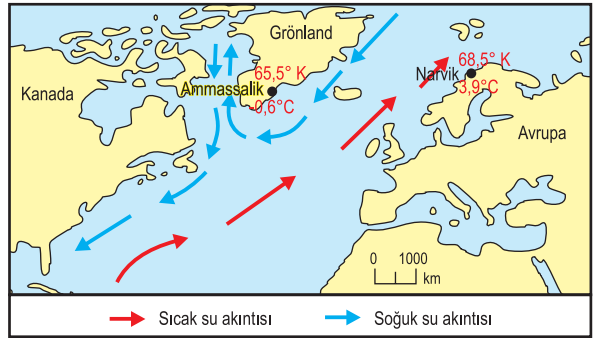 Grönland
65,5° K
Ammassalik
-0,6°C
68,5° K
Narvik
3,9°C
Kanada
Avrupa
0 1000
km
Sıcak su akıntısı
Soğuk su akıntısı